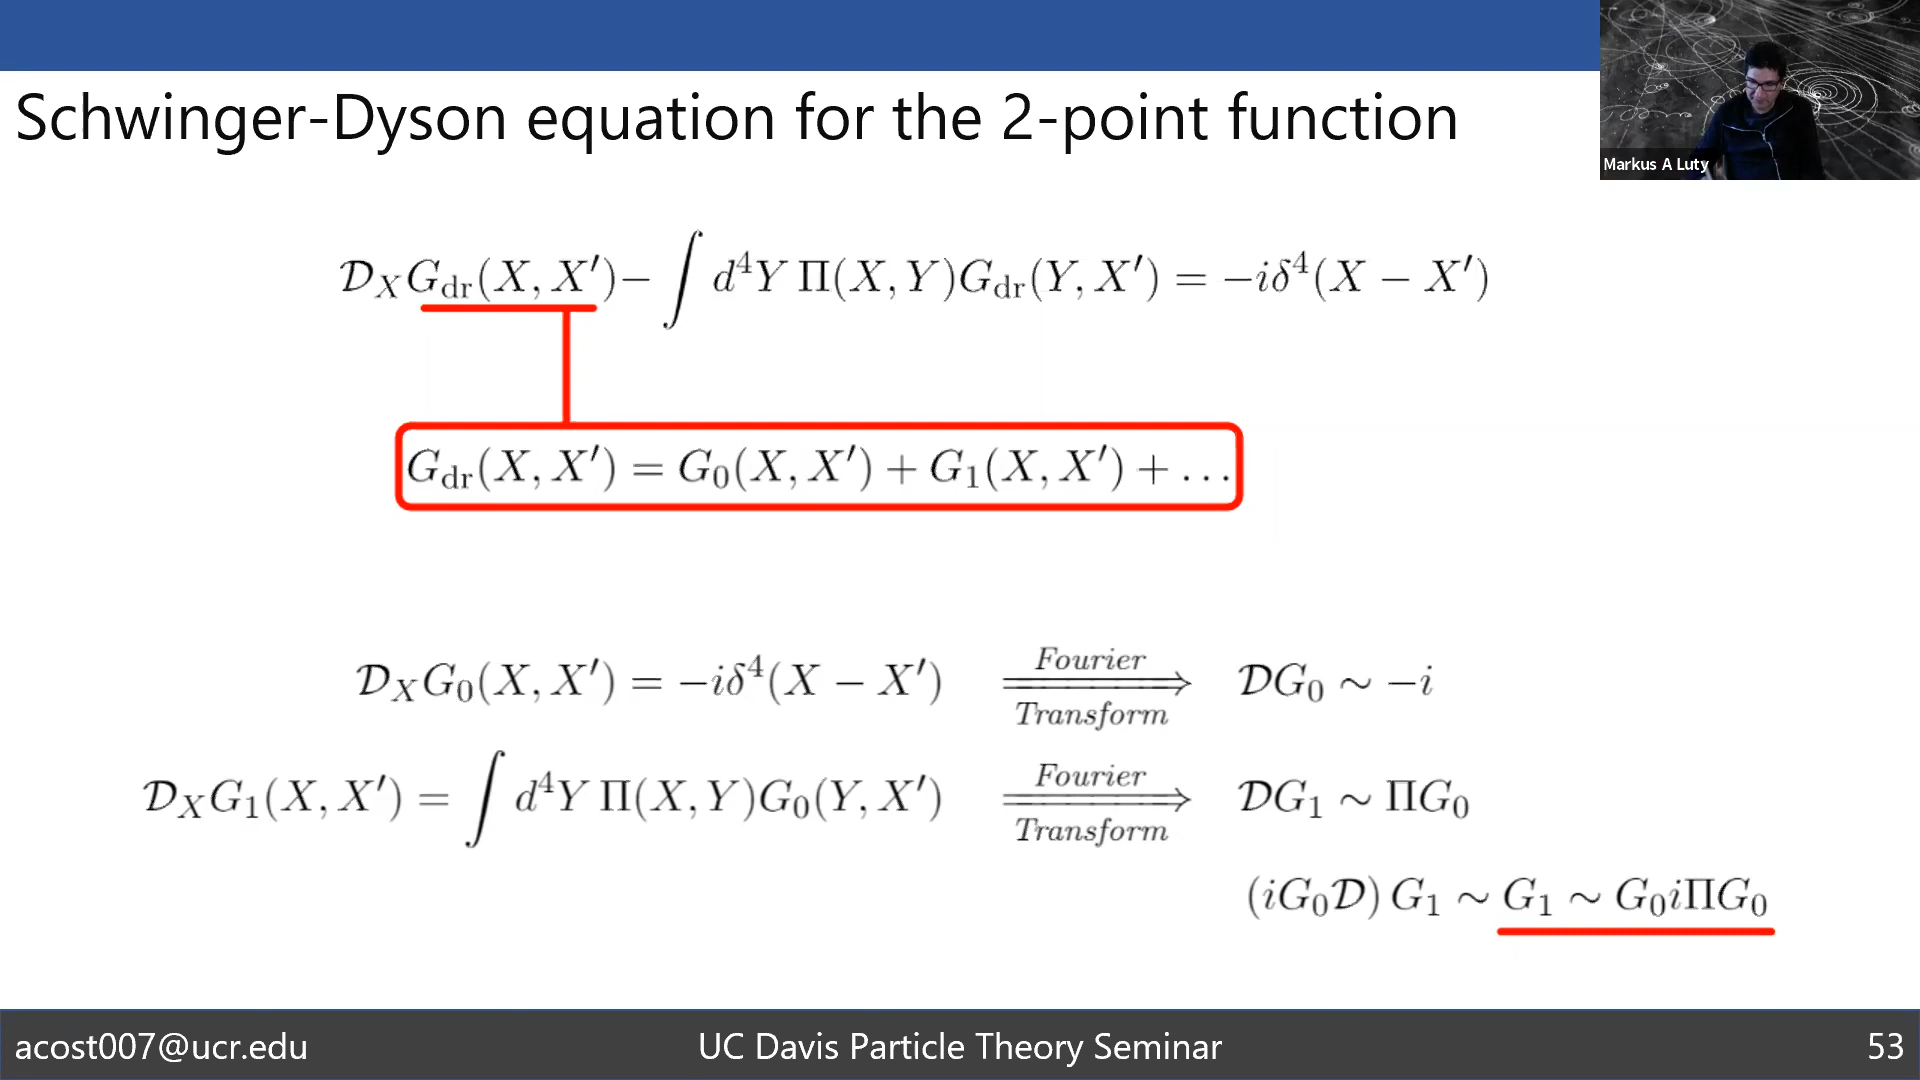 Schwinger-Dyson equation for the 2-point function
Markus A Luty
𝒟_X G_dr(X, X′) − ∫ d⁴Y Π(X, Y)G_dr(Y, X′) = −iδ⁴(X − X′)
G_dr(X, X′) = G₀(X, X′) + G₁(X, X′) + …
𝒟_X G₀(X, X′) = −iδ⁴(X − X′) Fourier Transform ⟹ 𝒟G₀ ∼ −i
𝒟_X G₁(X, X′) = ∫ d⁴Y Π(X, Y)G₀(Y, X′) Fourier Transform ⟹ 𝒟G₁ ∼ ΠG₀
(iG₀𝒟) G₁ ∼ G₁ ∼ G₀iΠG₀
acost007@ucr.edu
UC Davis Particle Theory Seminar
53